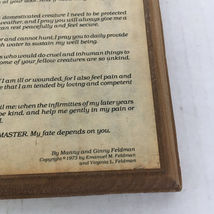 domesticated creature I need to be protected
weather, and I pray you will always give me a
can rest peacefully and feel secure.
or and cannot hunt, I pray you to daily provide
sh water to sustain my well being.
who would do cruel and inhuman things to
ome of your fellow creatures are so unkind.
f I am ill or wounded, for I also feel pain and
e that I am tended by loving and competent
il me; when the infirmities of my later years
be kind, and help me gently in my pain or
l.
MASTER. My fate depends on you.
By Manny and Ginny Feldman
Copyright © 1975 by Emanuel M. Feldman
and Virginia L. Feldman